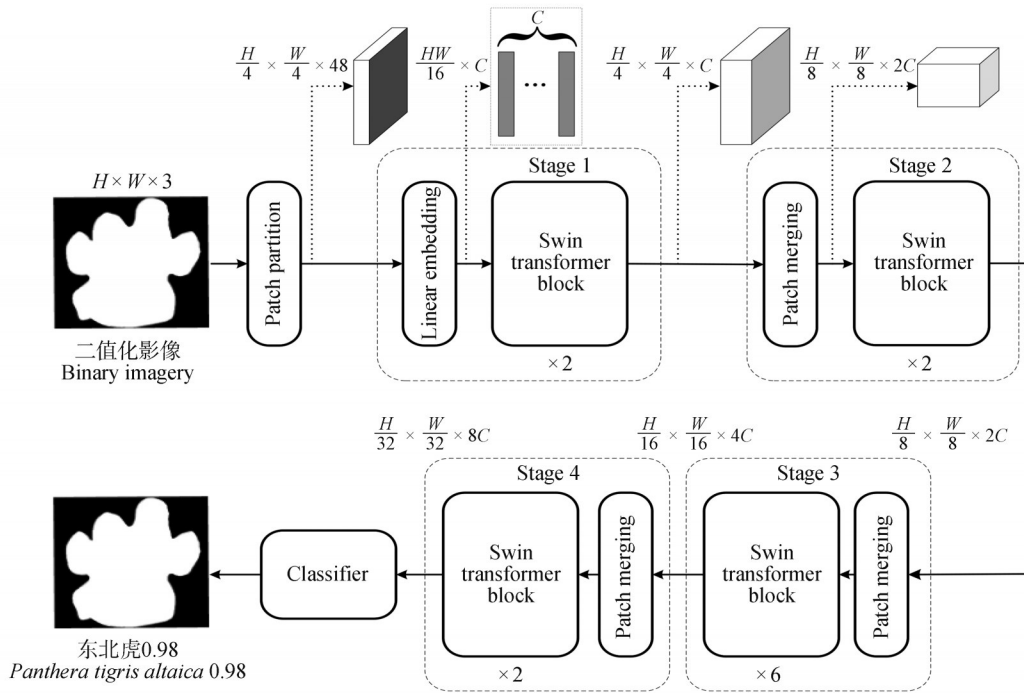 H/4 × W/4 × 48
HW/16 × C
C
...
H/4 × W/4 × C
H/8 × W/8 × 2C
H × W × 3
Stage 1
Stage 2
Patch partition
Linear embedding
Swin
transformer
block
Patch merging
Swin
transformer
block
×2
×2
二值化影像
Binary imagery
H/32 × W/32 × 8C
H/16 × W/16 × 4C
H/8 × W/8 × 2C
Stage 4
Stage 3
Classifier
Swin
transformer
block
Patch merging
Swin
transformer
block
Patch merging
×2
×6
东北虎0.98
Panthera tigris altaica 0.98